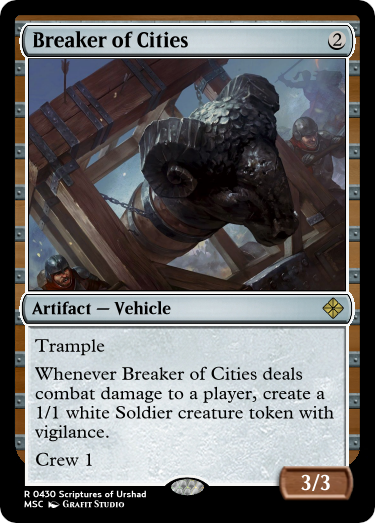 Breaker of Cities
2
Artifact — Vehicle
Trample
Whenever Breaker of Cities deals
combat damage to a player, create a
1/1 white Soldier creature token with
vigilance.
Crew 1
3/3
R 0430 Scriptures of Urshad
MSC Grafit Studio